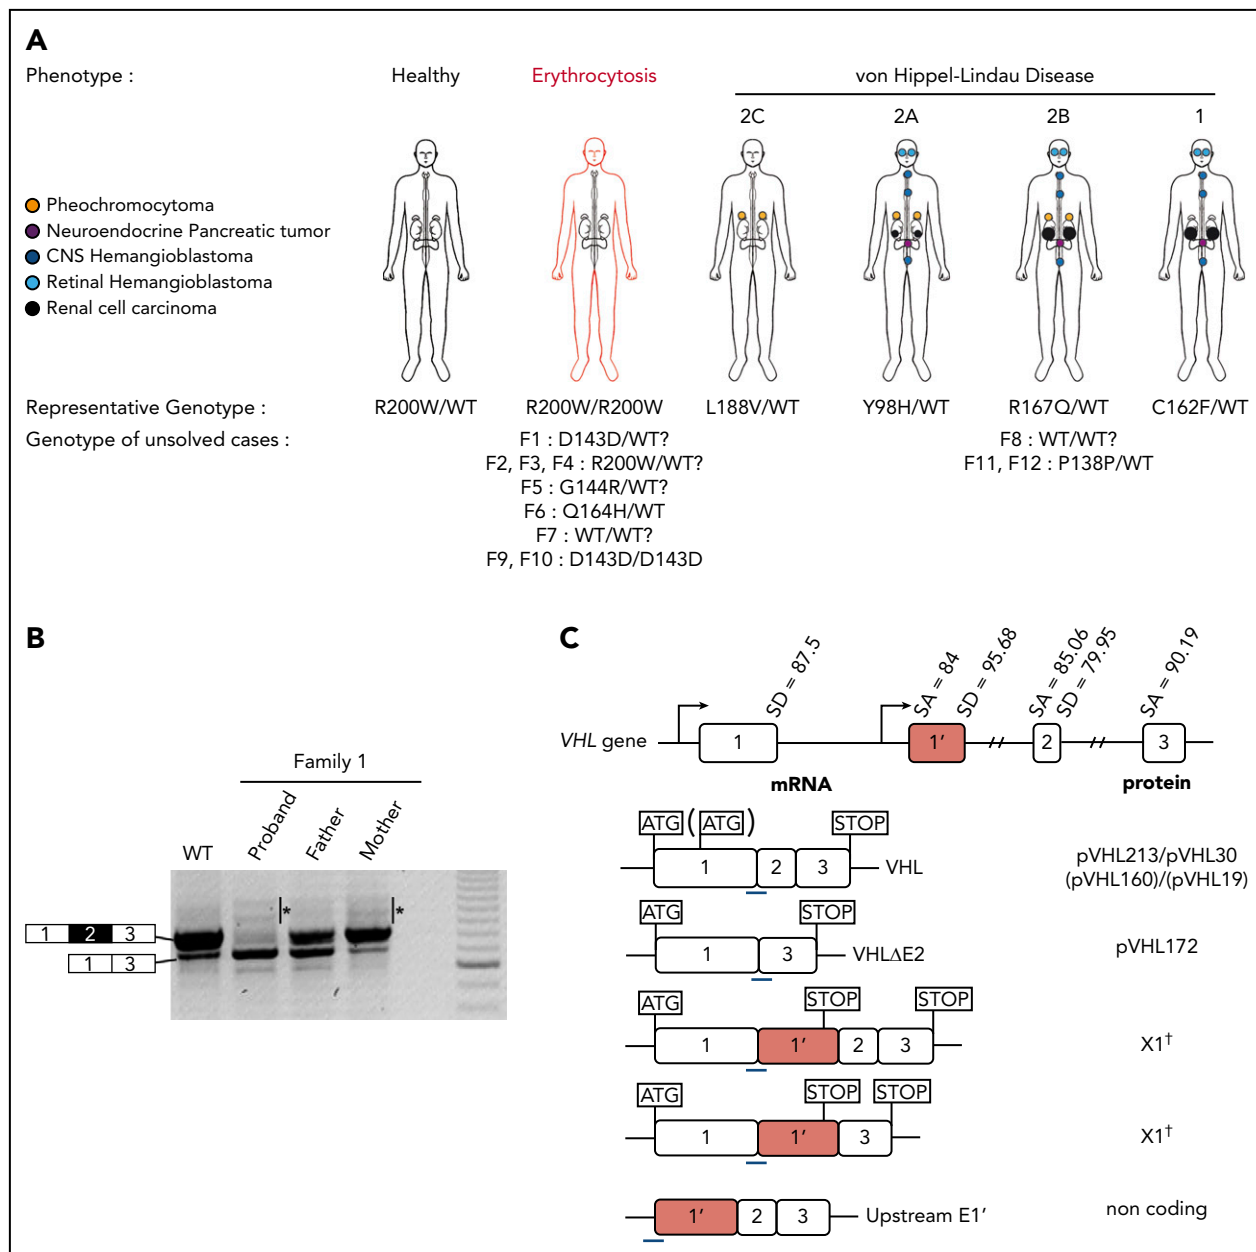 A
Phenotype :
Healthy
Erythrocytosis
von Hippel-Lindau Disease
2C
2A
2B
1
Pheochromocytoma
Neuroendocrine Pancreatic tumor
CNS Hemangioblastoma
Retinal Hemangioblastoma
Renal cell carcinoma
Representative Genotype :
R200W/WT
R200W/R200W
L188V/WT
Y98H/WT
R167Q/WT
C162F/WT
Genotype of unsolved cases :
F1 : D143D/WT?
F2, F3, F4 : R200W/WT?
F5 : G144R/WT?
F6 : Q164H/WT
F7 : WT/WT?
F9, F10 : D143D/D143D
F8 : WT/WT?
F11, F12 : P138P/WT
B
Family 1
WT
Proband
Father
Mother
*
*
1 2 3
1 3
C
SD = 87.5
SA = 84
SD = 95.68
SA = 85.06
SD = 79.95
SA = 90.19
VHL gene
1
1′
2
3
mRNA
protein
ATG
(ATG)
STOP
1 2 3
VHL
pVHL213/pVHL30
(pVHL160)/(pVHL19)
ATG
STOP
1 3
VHLΔE2
pVHL172
ATG
STOP
STOP
1 1′ 2 3
X1†
ATG
STOP
STOP
1 1′ 3
X1†
1′ 2 3
Upstream E1′
non coding